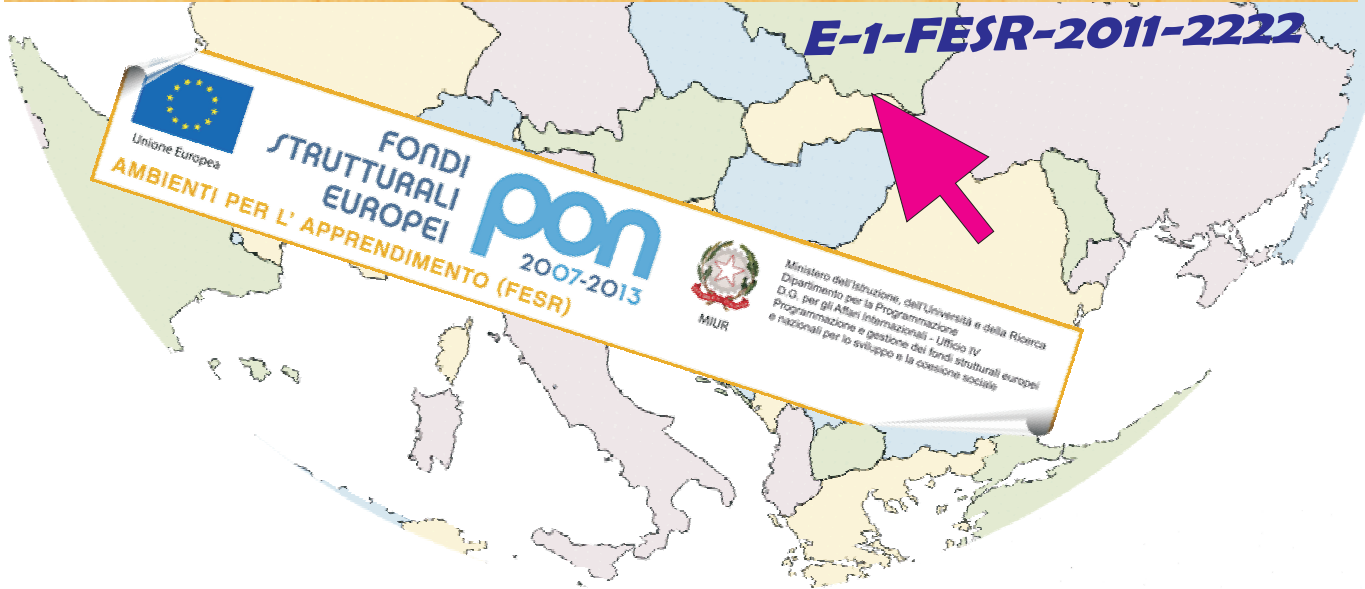 E-1-FESR-2011-2222
Unione Europea
FONDI
STRUTTURALI
EUROPEI
pon
2007-2013
AMBIENTI PER L' APPRENDIMENTO (FESR)
MIUR
Ministero dell'Istruzione, dell'Università e della Ricerca
Dipartimento per la Programmazione
D.G. per gli Affari Internazionali - Ufficio IV
Programmazione e gestione dei fondi strutturali europei
e nazionali per lo sviluppo e la coesione sociale